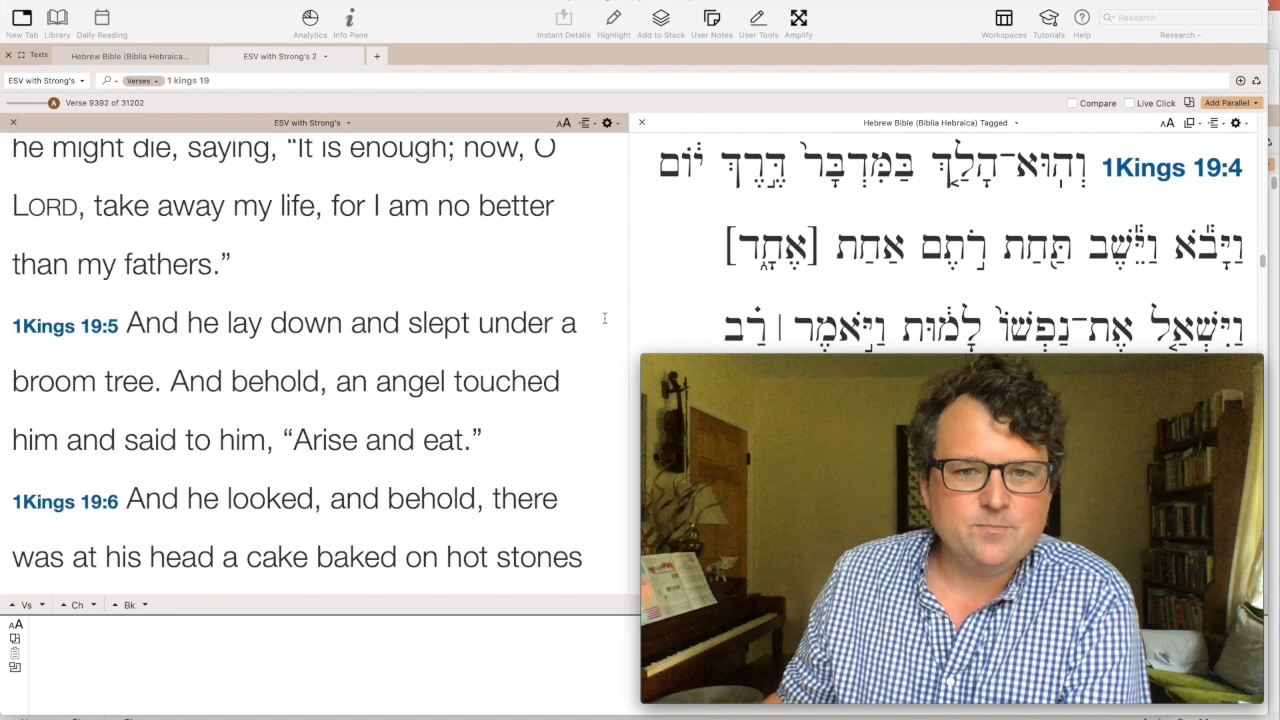 New Tab Library Daily Reading Analytics Info Pane Instant Details Highlight Add to Stack User Notes User Tools Amplify Workspaces Tutorials Help Research
Research
Texts Hebrew Bible (Biblia Hebraica... ESV with Strong's 2 +
ESV with Strong's Verses 1 kings 19
A Verse 9392 of 31202 Compare Live Click Add Parallel
ESV with Strong's AA
he might die, saying, “It is enough; now, O
LORD, take away my life, for I am no better
than my fathers.”
1Kings 19:5 And he lay down and slept under a
broom tree. And behold, an angel touched
him and said to him, “Arise and eat.”
1Kings 19:6 And he looked, and behold, there
was at his head a cake baked on hot stones
Vs Ch Bk
AA
Hebrew Bible (Biblia Hebraica) Tagged AA
1Kings 19:4 וְהֽוּא־הָלַ֤ךְ בַּמִּדְבָּר֙ דֶּ֣רֶךְ י֔וֹם
וַיָּבֹ֕א וַיֵּ֕שֶׁב תַּ֖חַת רֹ֣תֶם אַחַת [אֶחָ֑ד]
וַיִּשְׁאַ֤ל אֶת־נַפְשׁוֹ֙ לָמ֔וּת וַיֹּ֣אמֶר ׀ רַ֗ב